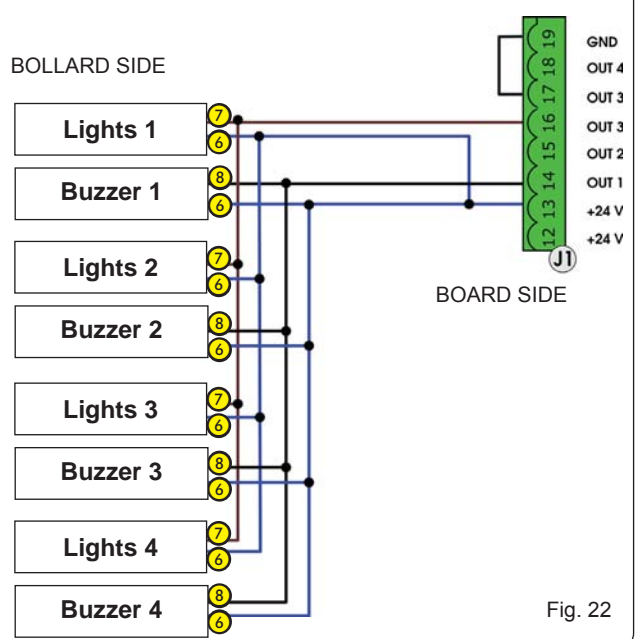 BOLLARD SIDE
Lights 1
7
6
Buzzer 1
8
6
Lights 2
7
6
Buzzer 2
8
6
Lights 3
7
6
Buzzer 3
8
6
Lights 4
7
6
Buzzer 4
8
6
19 GND
18 OUT 4
17 OUT 3
16 OUT 3
15 OUT 2
14 OUT 1
13 +24 V
12 +24 V
J1
BOARD SIDE
Fig. 22